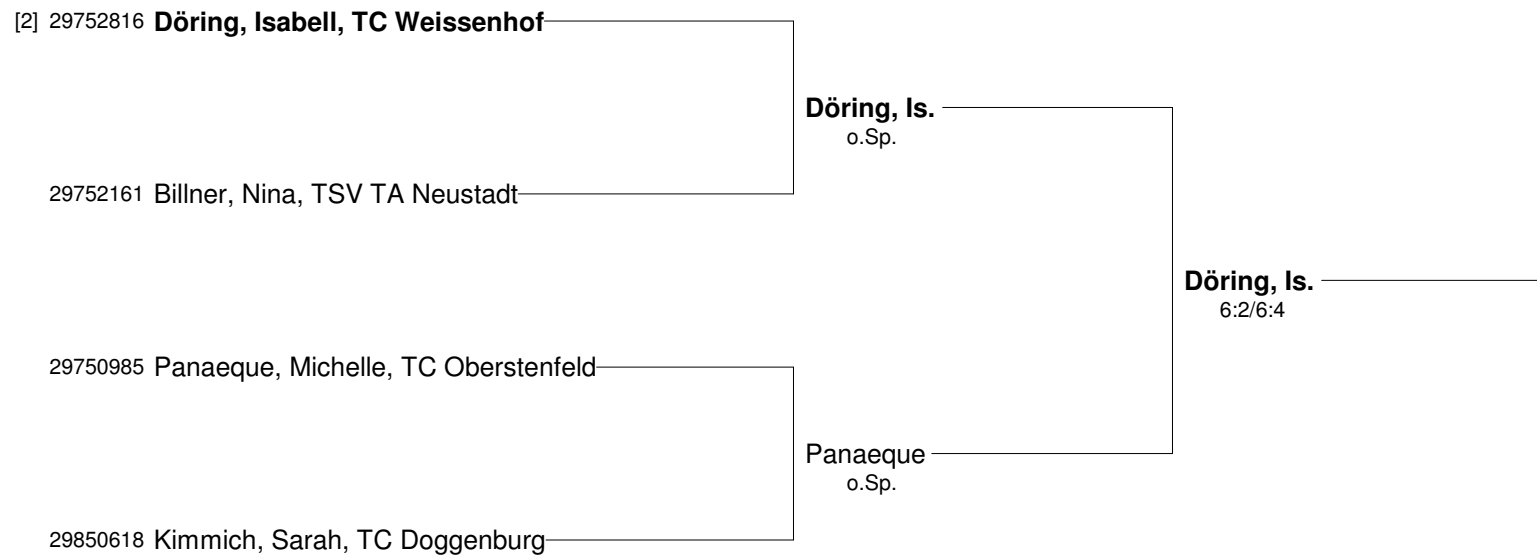 [2] 29752816 Döring, Isabell, TC Weissenhof
Döring, Is.
o.Sp.
29752161 Billner, Nina, TSV TA Neustadt
Döring, Is.
6:2/6:4
29750985 Panaeque, Michelle, TC Oberstenfeld
Panaeque
o.Sp.
29850618 Kimmich, Sarah, TC Doggenburg